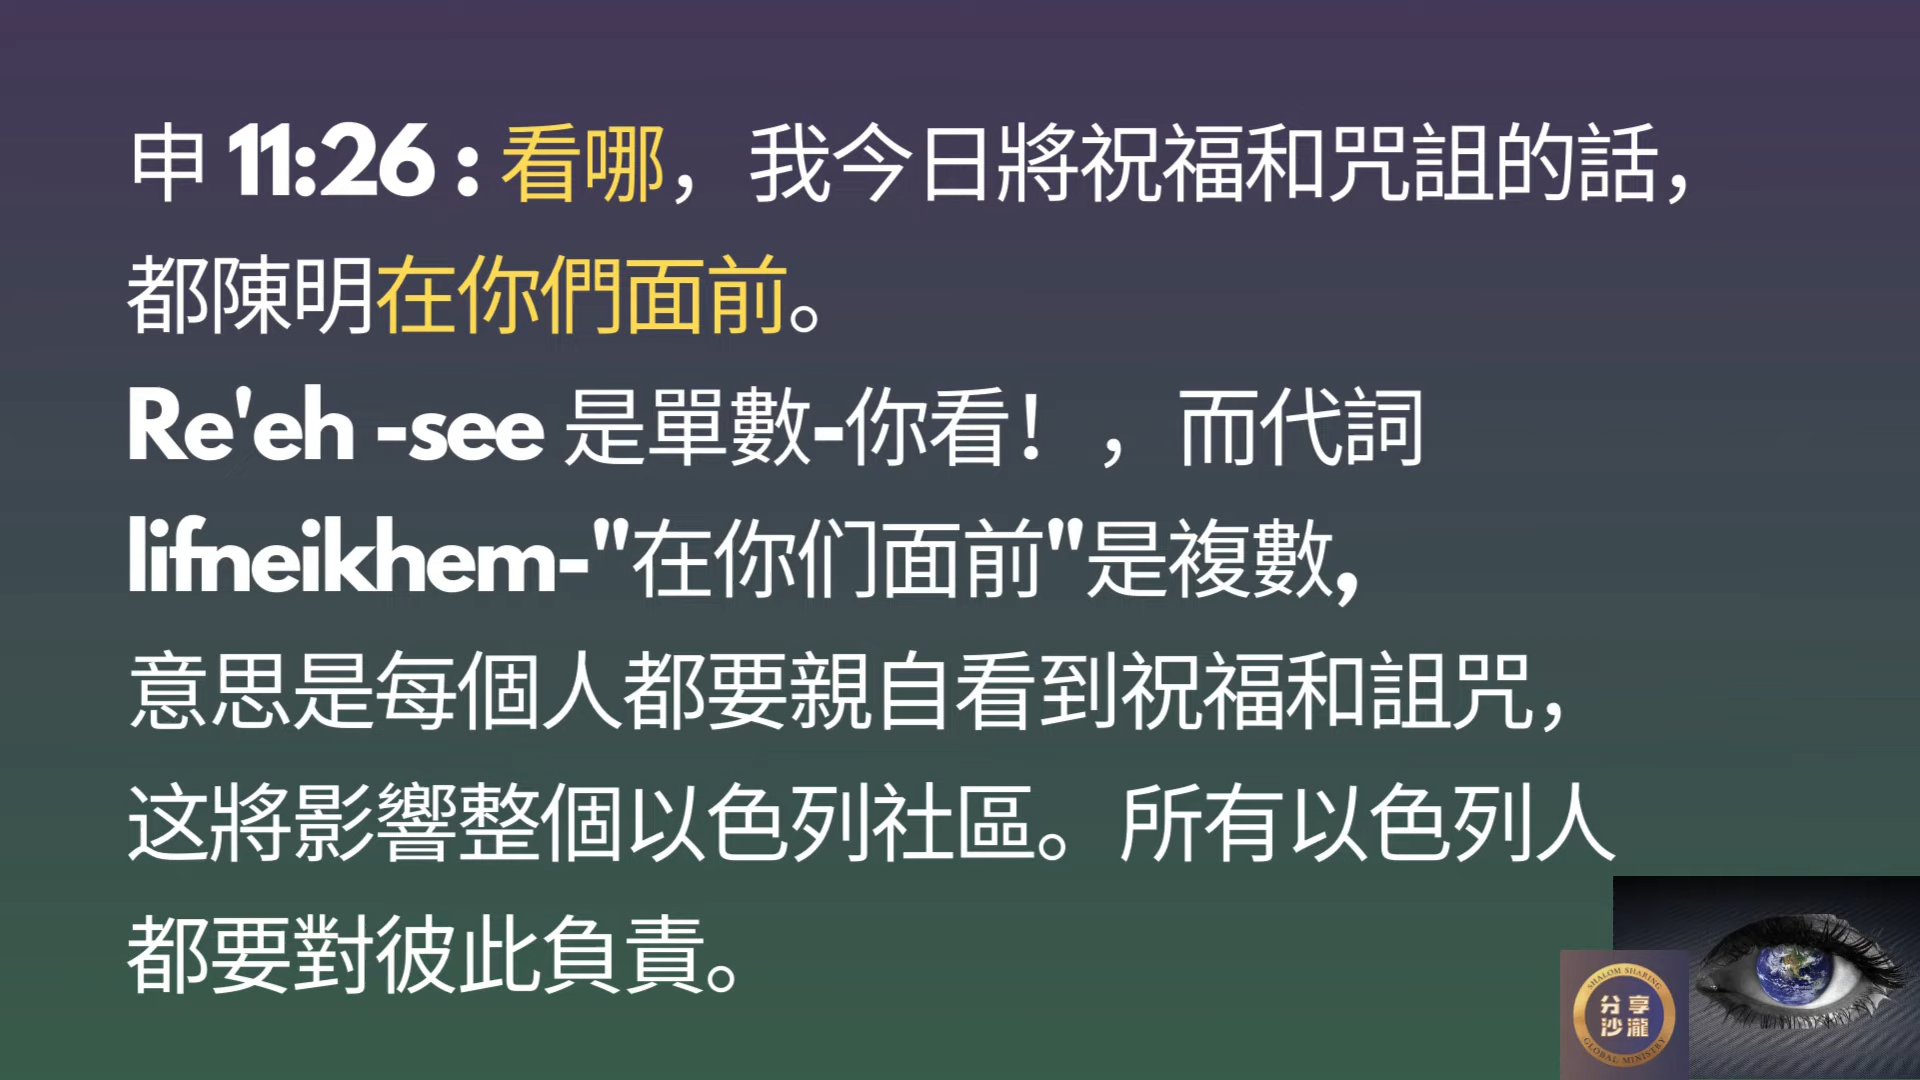 申 11:26 : 看哪，我今日將祝福和咒詛的話，
都陳明在你們面前。
Re'eh -see 是單數-你看！，而代詞
lifneikhem-"在你们面前"是複數,
意思是每個人都要親自看到祝福和詛咒，
这將影響整個以色列社區。所有以色列人
都要對彼此負責。
SHALOM SHARING
分享
沙瀧
GLOBAL MINISTRY